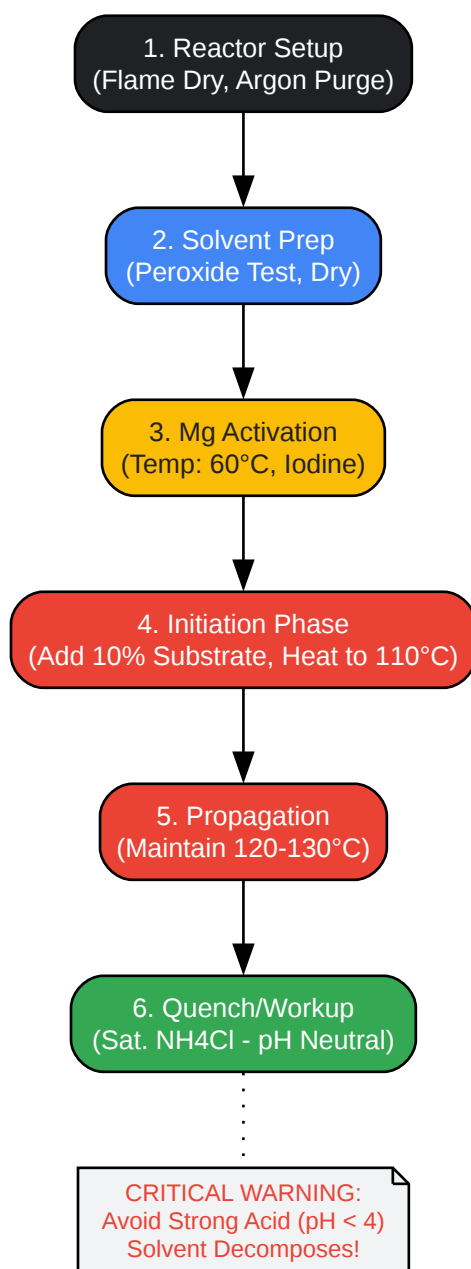 1. Reactor Setup
(Flame Dry, Argon Purge)
2. Solvent Prep
(Peroxide Test, Dry)
3. Mg Activation
(Temp: 60°C, Iodine)
4. Initiation Phase
(Add 10% Substrate, Heat to 110°C)
5. Propagation
(Maintain 120-130°C)
6. Quench/Workup
(Sat. NH4Cl - pH Neutral)
CRITICAL WARNING:
Avoid Strong Acid (pH < 4)
Solvent Decomposes!